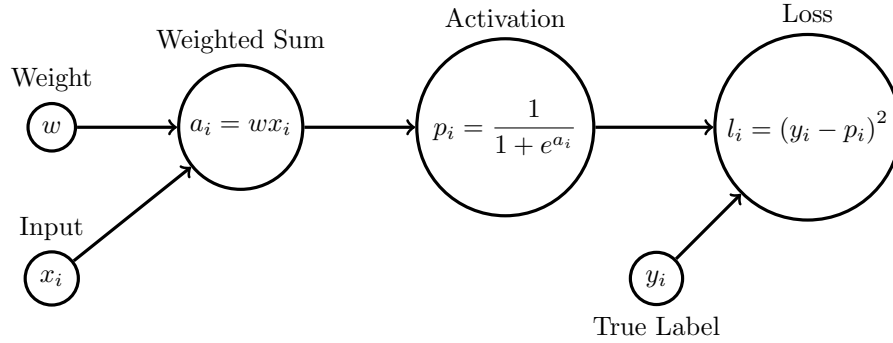 Activation
Loss
Weighted Sum
Weight
w
a_i = wx_i
p_i = \frac{1}{1 + e^{a_i}}
l_i = (y_i - p_i)^2
Input
x_i
y_i
True Label